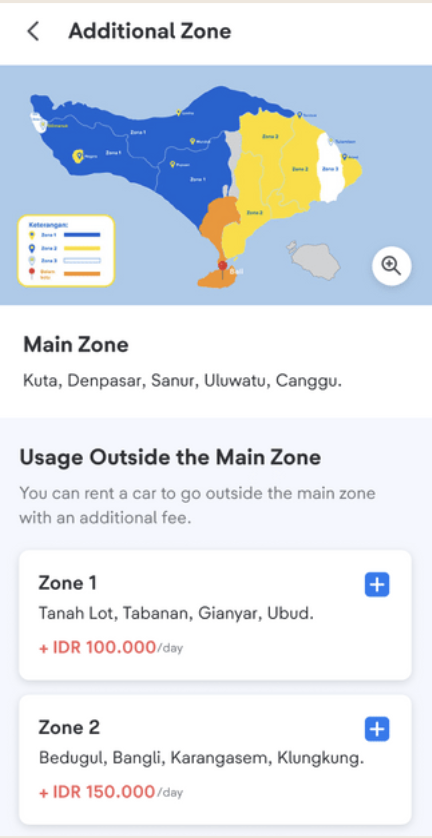 Additional Zone
Zone 1
Zone 1
Zone 1
Zone 2
Zone 2
Zone 3
Zone 2
Bali
Keterangan:
Zone 1
Zone 2
Zone 3
Main Zone
Kuta, Denpasar, Sanur, Uluwatu, Canggu.
Usage Outside the Main Zone
You can rent a car to go outside the main zone
with an additional fee.
Zone 1
Tanah Lot, Tabanan, Gianyar, Ubud.
+ IDR 100.000/day
Zone 2
Bedugul, Bangli, Karangasem, Klungkung.
+ IDR 150.000/day